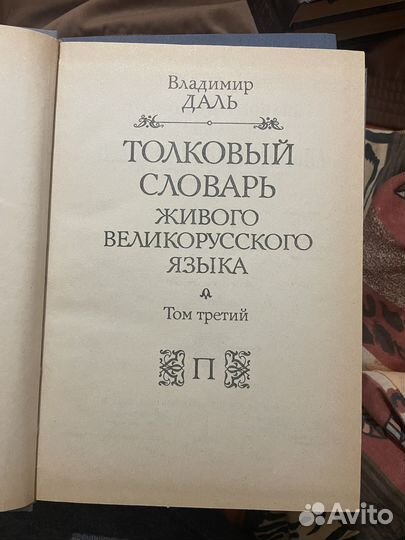 Владимир
ДАЛЬ
ТОЛКОВЫЙ
СЛОВАРЬ
ЖИВОГО
ВЕЛИКОРУССКОГО
ЯЗЫКА
Том третий
П
Avito